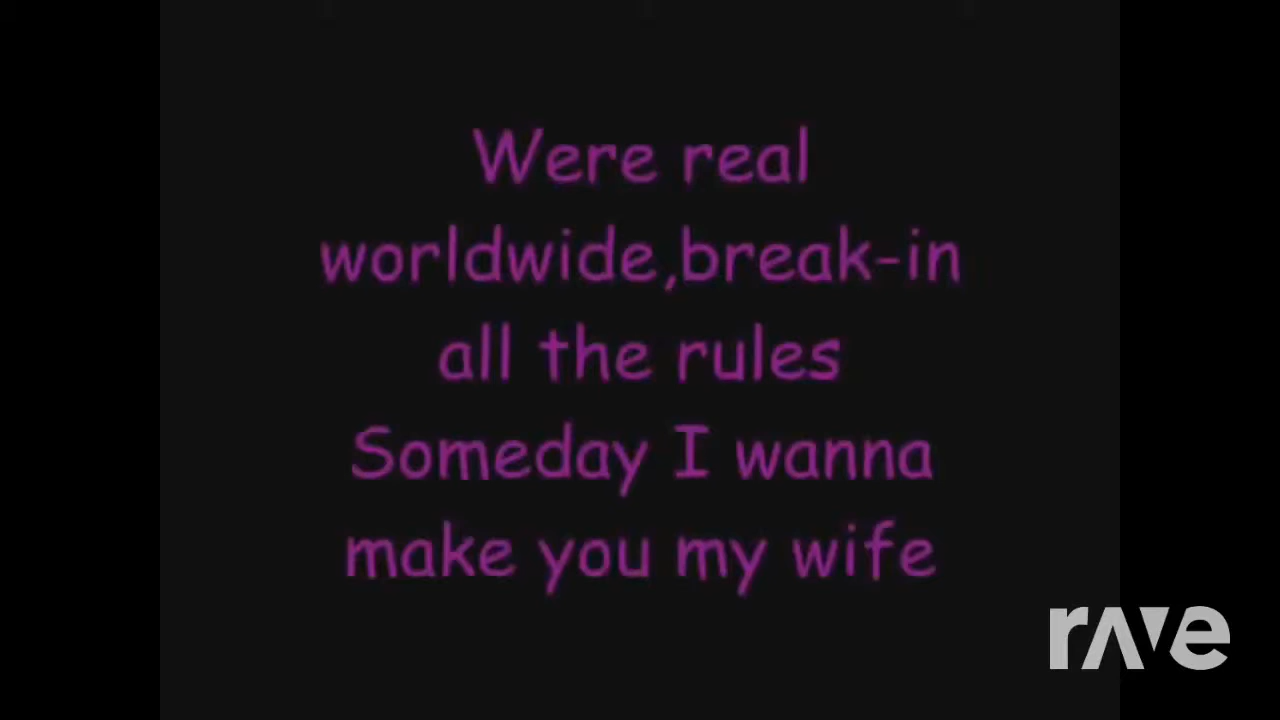 Were real
worldwide,break-in
all the rules
Someday I wanna
make you my wife
rave